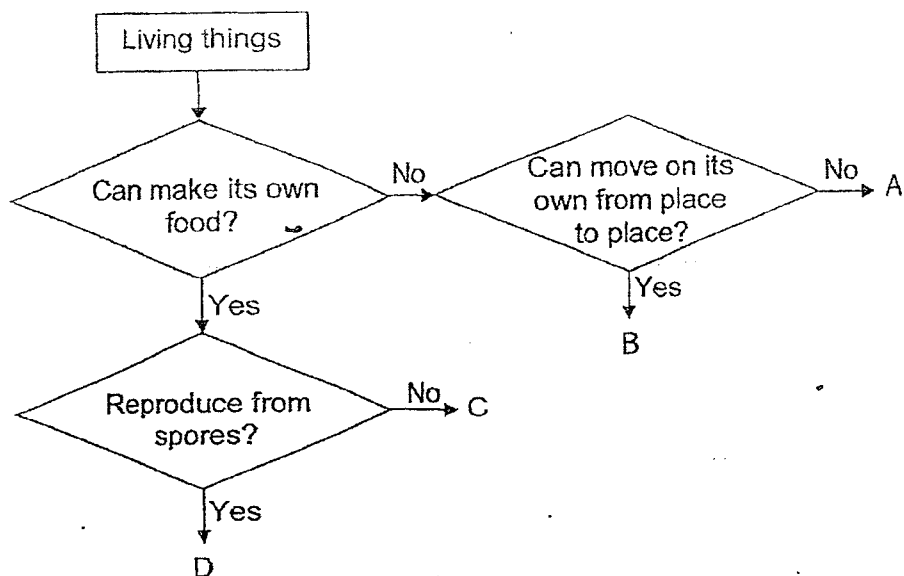 Living things
Can make its own
food?
No
Can move on its
own from place
to place?
No
A
Yes
B
Yes
Reproduce from
spores?
No
C
Yes
D